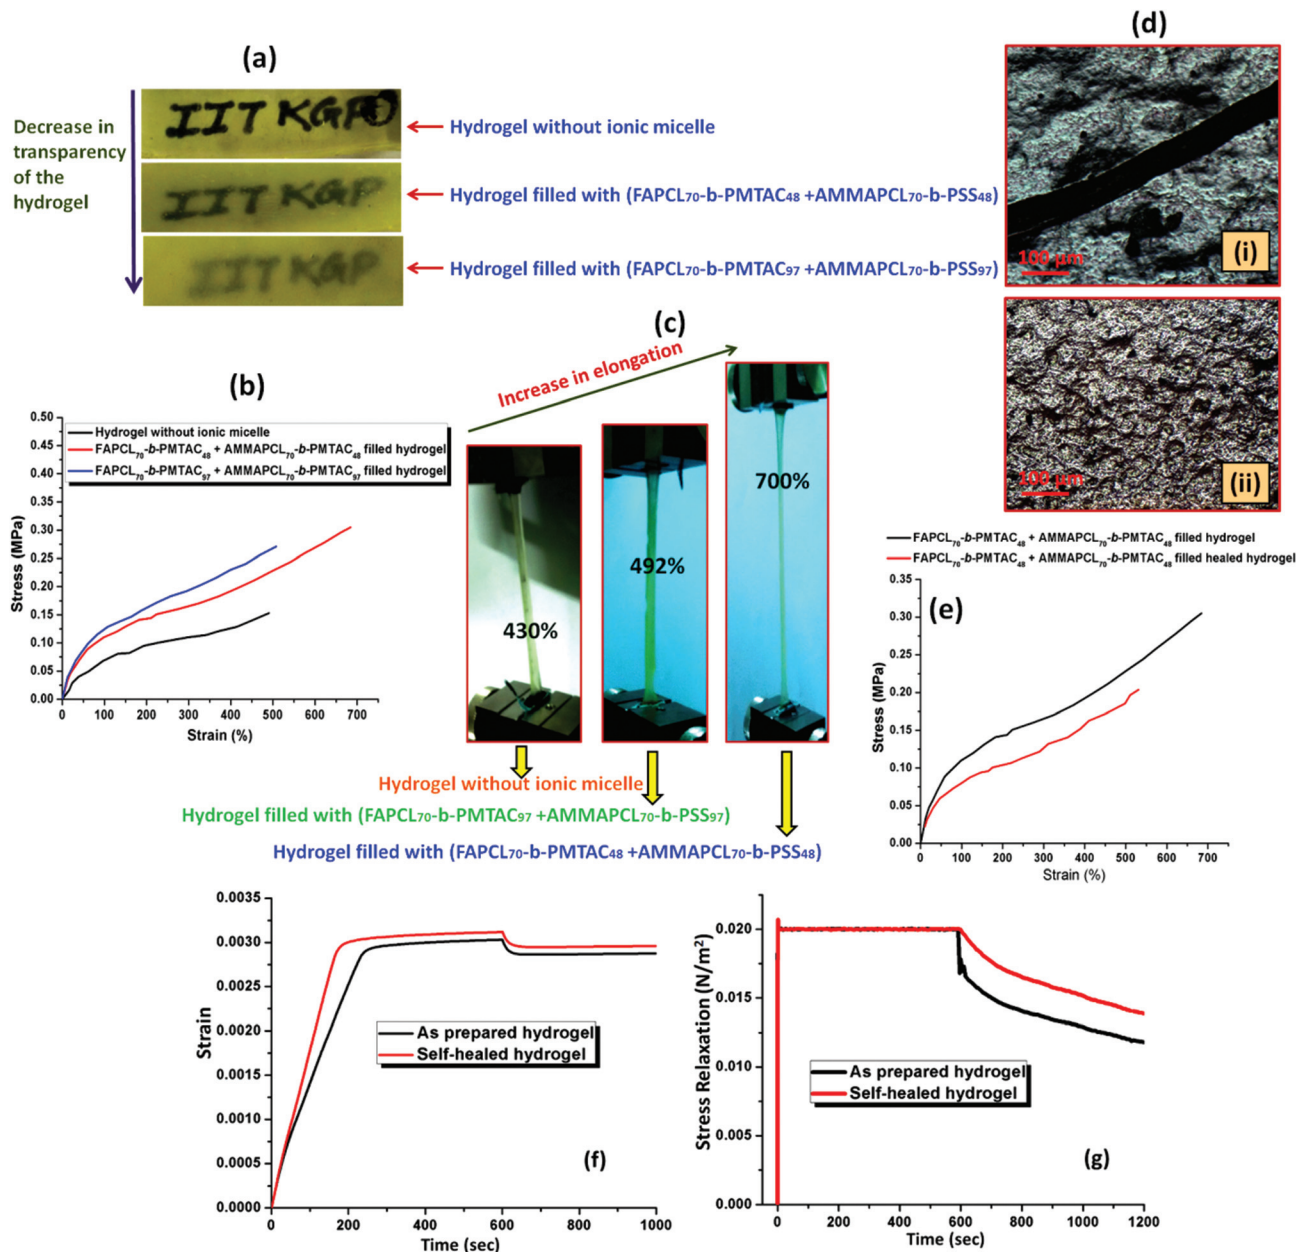 (a)
Decrease in
transparency
of the
hydrogel
IIT KGP
Hydrogel without ionic micelle
IIT KGP
Hydrogel filled with (FAPCL70-b-PMTAC48 +AMMAPCL70-b-PSS48)
IIT KGP
Hydrogel filled with (FAPCL70-b-PMTAC97 +AMMAPCL70-b-PSS97)
(d)
(i)
100 µm
(ii)
100 µm
(b)
Hydrogel without ionic micelle
FAPCL70-b-PMTAC48 + AMMAPCL70-b-PMTAC48 filled hydrogel
FAPCL70-b-PMTAC97 + AMMAPCL70-b-PMTAC97 filled hydrogel
Stress (MPa)
0.50
0.45
0.40
0.35
0.30
0.25
0.20
0.15
0.10
0.05
0.00
0 100 200 300 400 500 600 700
Strain (%)
(c)
Increase in elongation
430%
492%
700%
Hydrogel without ionic micelle
Hydrogel filled with (FAPCL70-b-PMTAC97 +AMMAPCL70-b-PSS97)
Hydrogel filled with (FAPCL70-b-PMTAC48 +AMMAPCL70-b-PSS48)
FAPCL70-b-PMTAC48 + AMMAPCL70-b-PMTAC48 filled hydrogel
FAPCL70-b-PMTAC48 + AMMAPCL70-b-PMTAC48 filled healed hydrogel
(e)
Stress (MPa)
0.35
0.30
0.25
0.20
0.15
0.10
0.05
0.00
0 100 200 300 400 500 600 700
Strain (%)
Strain
0.0035
0.0030
0.0025
0.0020
0.0015
0.0010
0.0005
0.0000
As prepared hydrogel
Self-healed hydrogel
(f)
0 200 400 600 800 1000
Time (sec)
Stress Relaxation (N/m²)
0.020
0.015
0.010
0.005
0.000
As prepared hydrogel
Self-healed hydrogel
(g)
0 200 400 600 800 1000 1200
Time (sec)